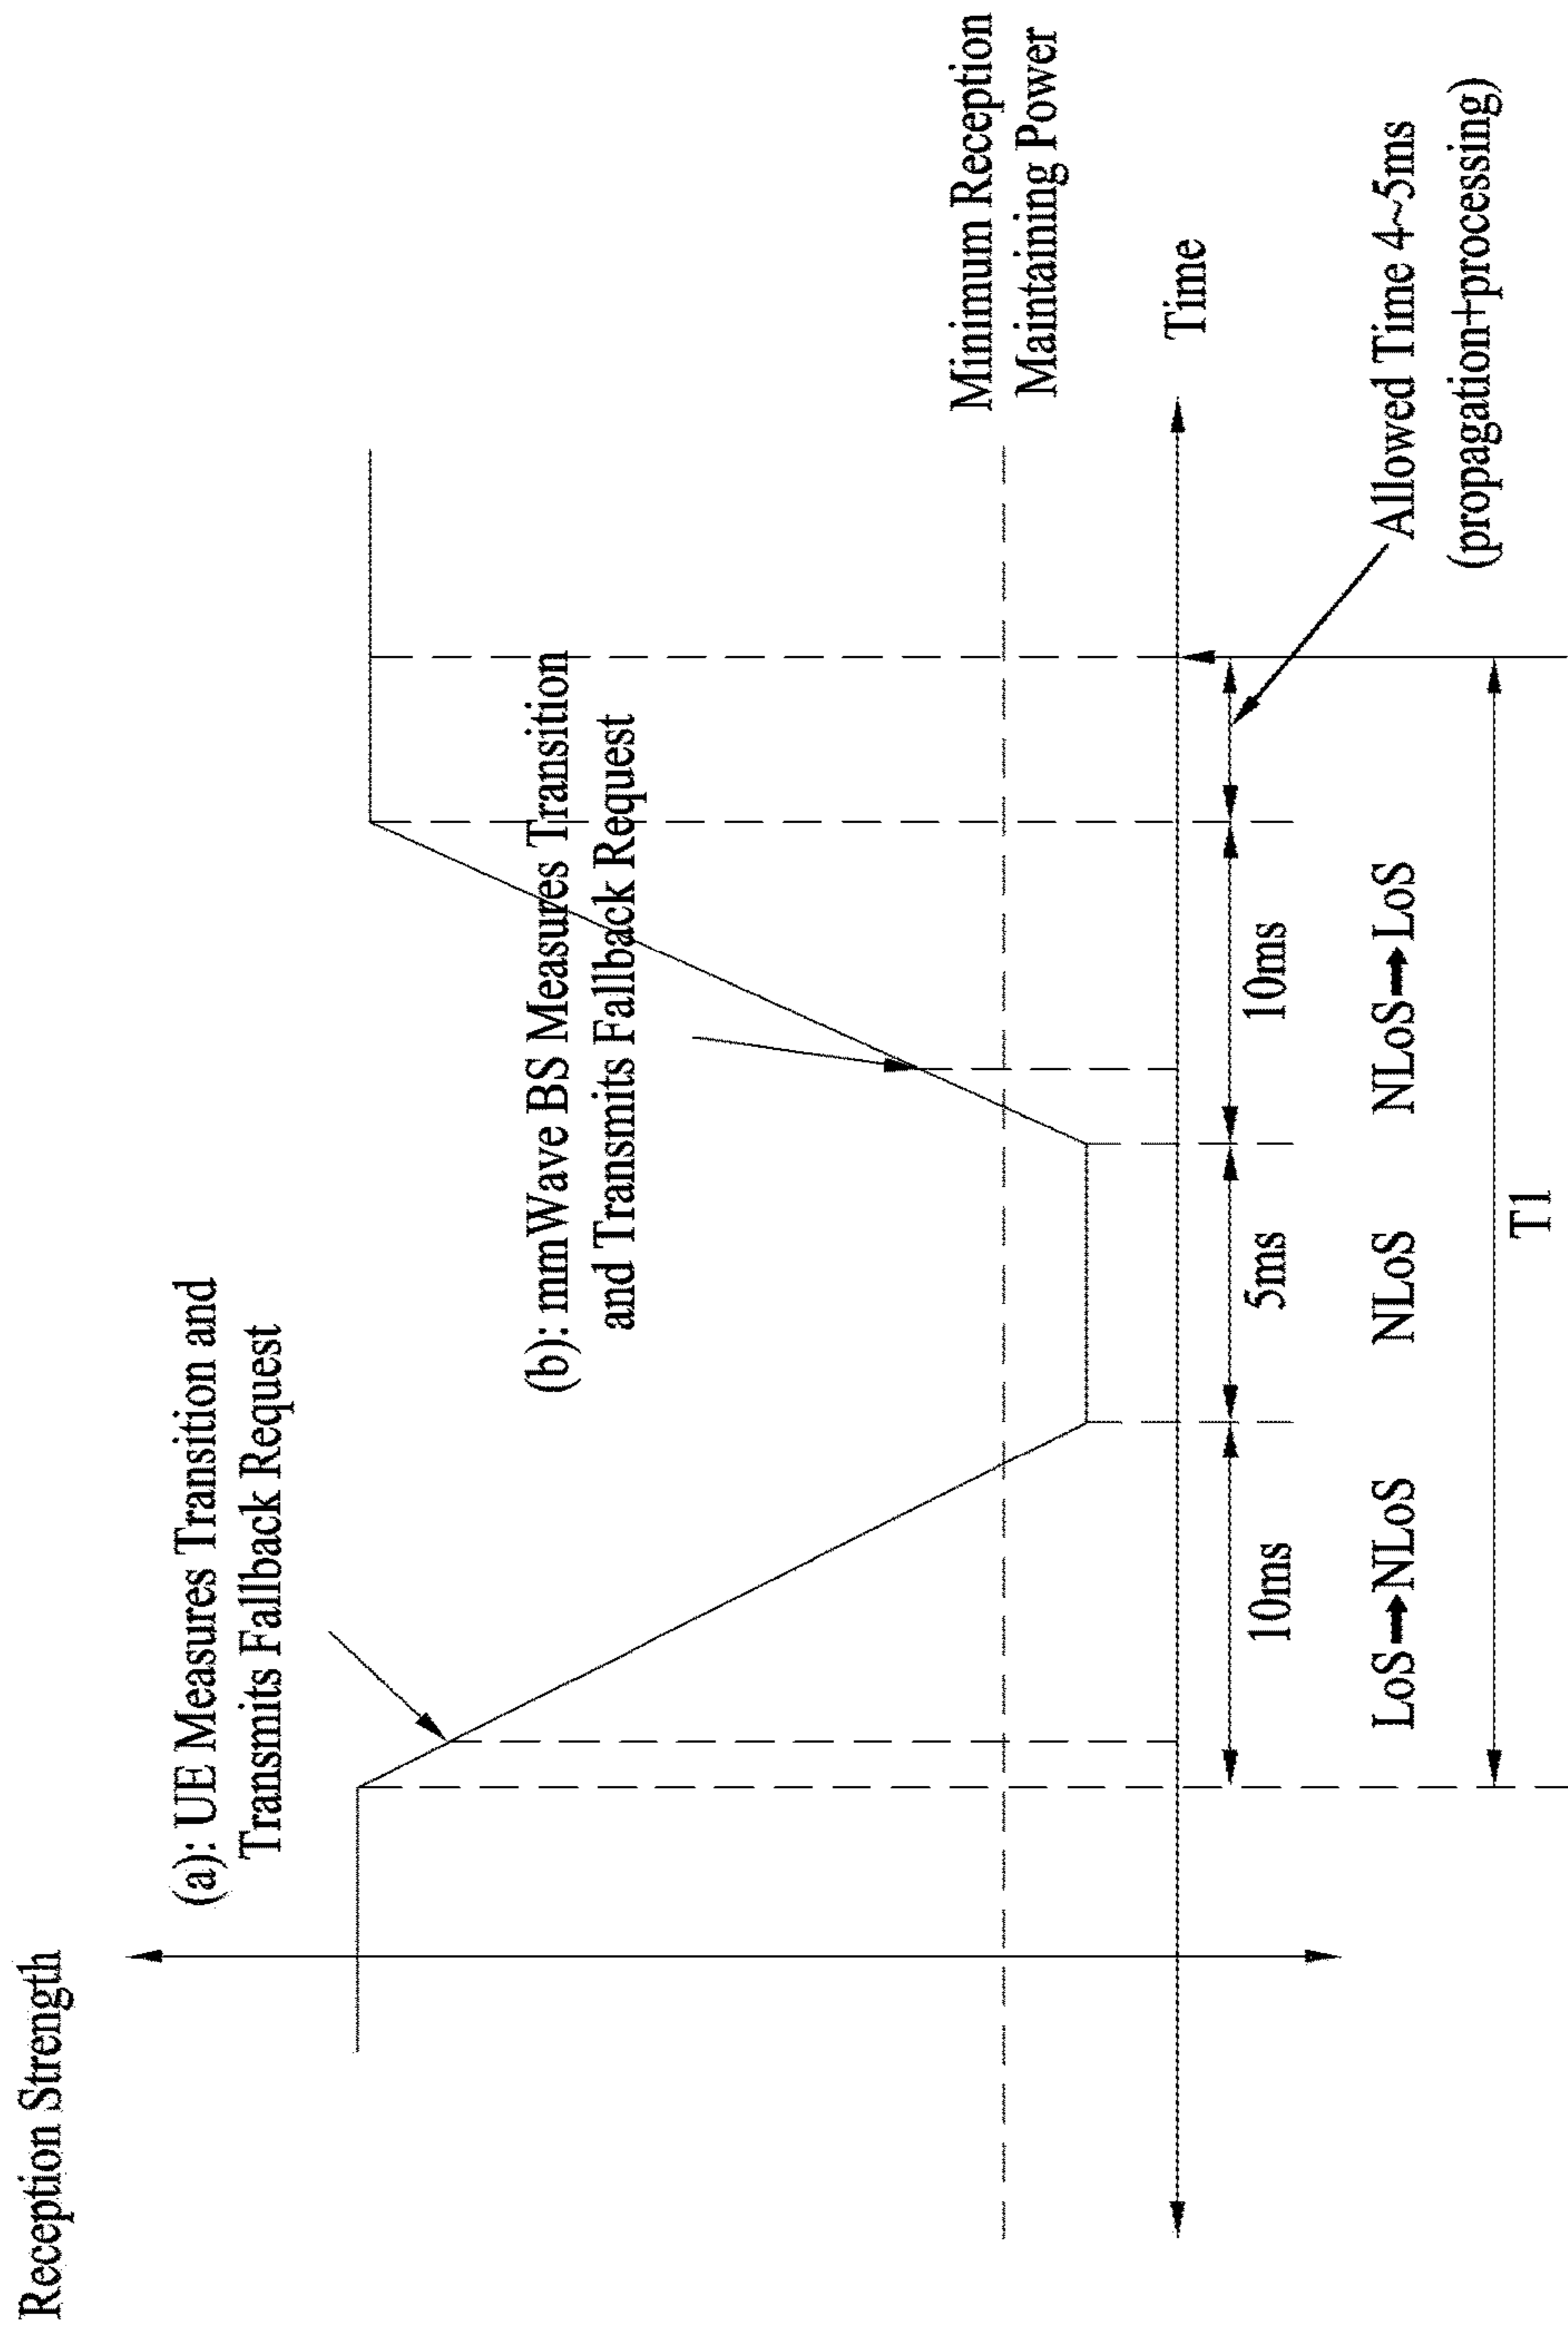 Reception Strength
(a): UE Measures Transition and
Transmits Fallback Request
(b): mmWave BS Measures Transition
and Transmits Fallback Request
Minimum Reception
Maintaining Power
Time
10ms
5ms
10ms
Allowed Time 4~5ms
(propagation+processing)
LoS→NLoS
NLoS
NLoS→LoS
T1